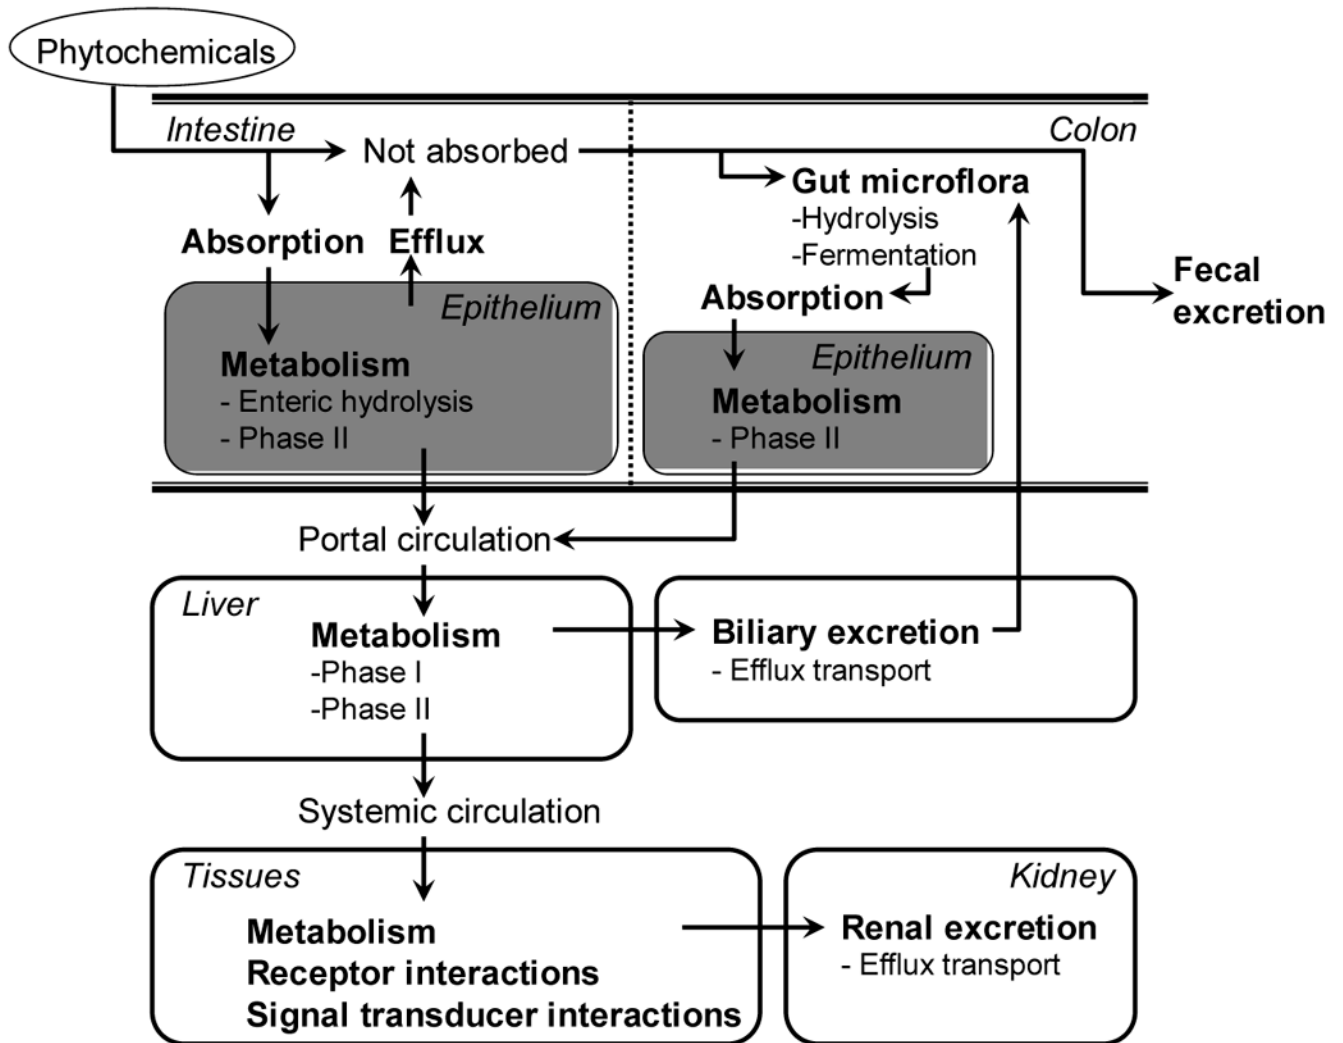 Phytochemicals
Intestine
Colon
Not absorbed
Gut microflora
-Hydrolysis
-Fermentation
Absorption
Efflux
Fecal
excretion
Absorption
Epithelium
Metabolism
- Enteric hydrolysis
- Phase II
Epithelium
Metabolism
- Phase II
Portal circulation
Liver
Metabolism
-Phase I
-Phase II
Biliary excretion
- Efflux transport
Systemic circulation
Tissues
Metabolism
Receptor interactions
Signal transducer interactions
Kidney
Renal excretion
- Efflux transport